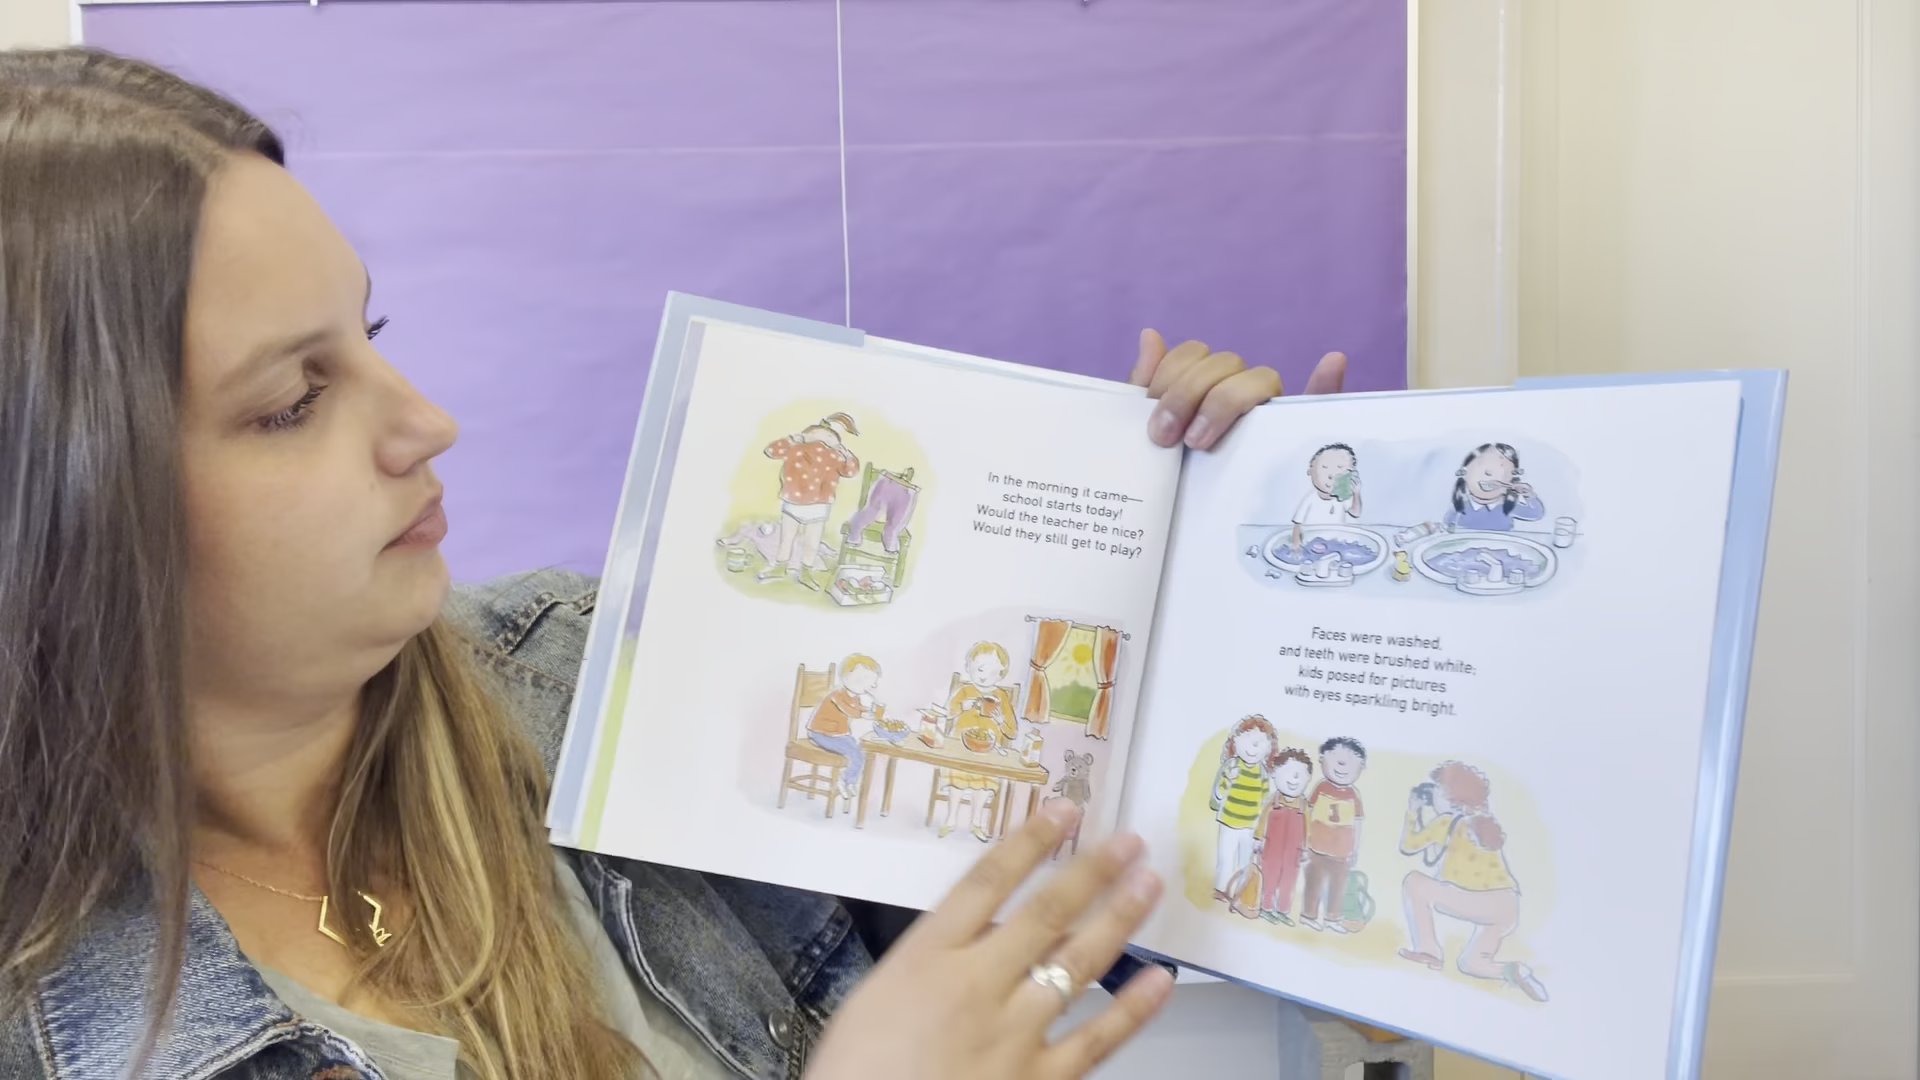 In the morning it came—
school starts today!
Would the teacher be nice?
Would they still get to play?
Faces were washed,
and teeth were brushed white;
kids posed for pictures
with eyes sparkling bright.
1